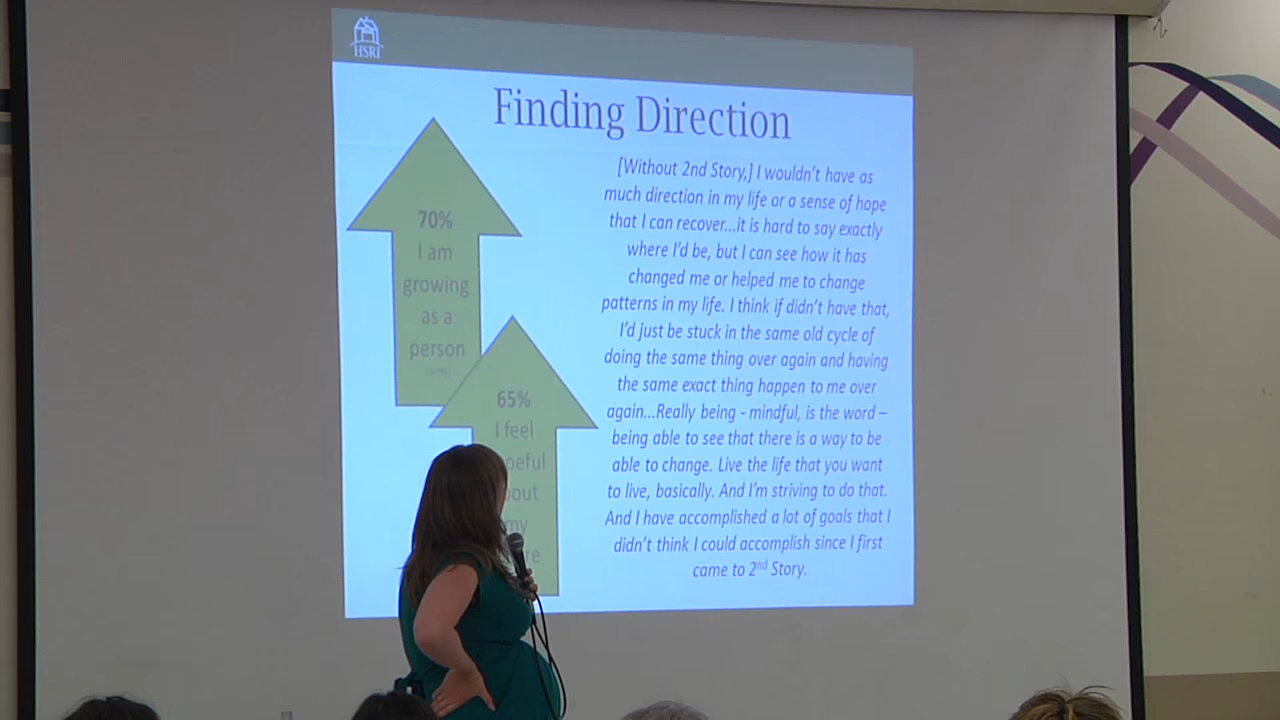 HSRI
Finding Direction
70%
I am
growing
as a
person
65%
I feel
[Without 2nd Story,] I wouldn't have as
much direction in my life or a sense of hope
that I can recover...it is hard to say exactly
where I'd be, but I can see how it has
changed me or helped me to change
patterns in my life. I think if didn't have that,
I'd just be stuck in the same old cycle of
doing the same thing over again and having
the same exact thing happen to me over
again...Really being - mindful, is the word –
being able to see that there is a way to be
able to change. Live the life that you want
to live, basically. And I'm striving to do that.
And I have accomplished a lot of goals that I
didn't think I could accomplish since I first
came to 2nd Story.